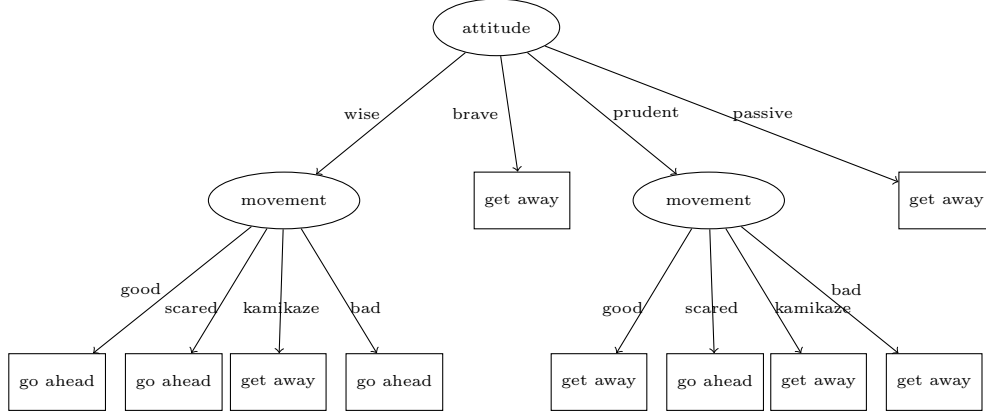 attitude
wise
brave
prudent
passive
movement
get away
movement
get away
good
scared
kamikaze
bad
good
scared
kamikaze
bad
go ahead
go ahead
get away
go ahead
get away
go ahead
get away
get away